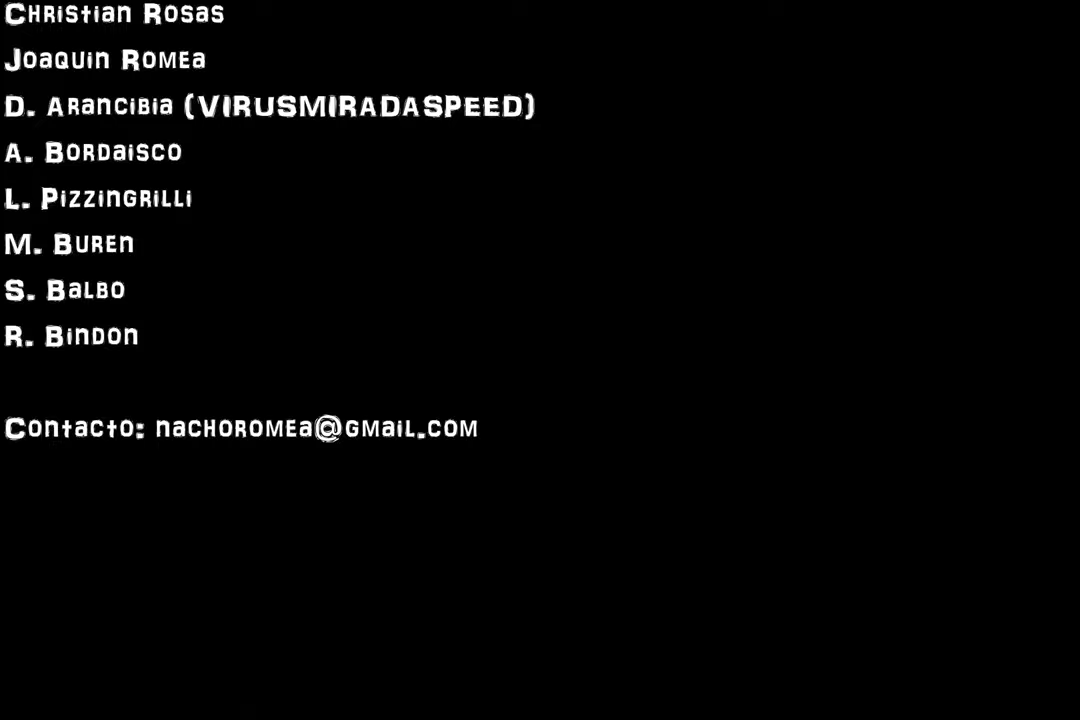 Christian Rosas
Joaquin Romea
D. Arancibia (VIRUSMIRADASPEED)
A. Bordaisco
L. Pizzingrilli
M. Buren
S. Balbo
R. Bindon
Contacto: nachoromea@gmail.com